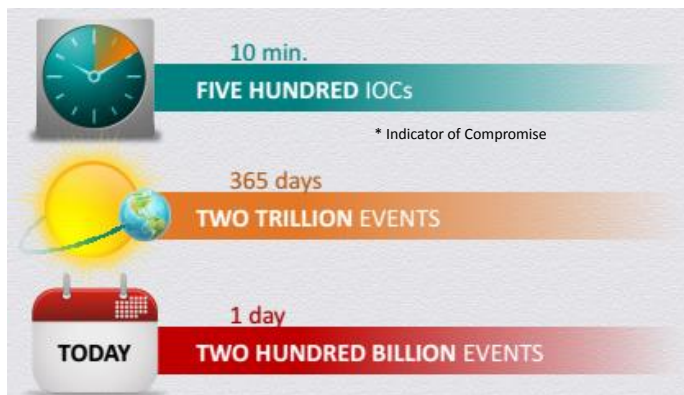 10 min.
FIVE HUNDRED IOCs
* Indicator of Compromise
365 days
TWO TRILLION EVENTS
1 day
TODAY
TWO HUNDRED BILLION EVENTS